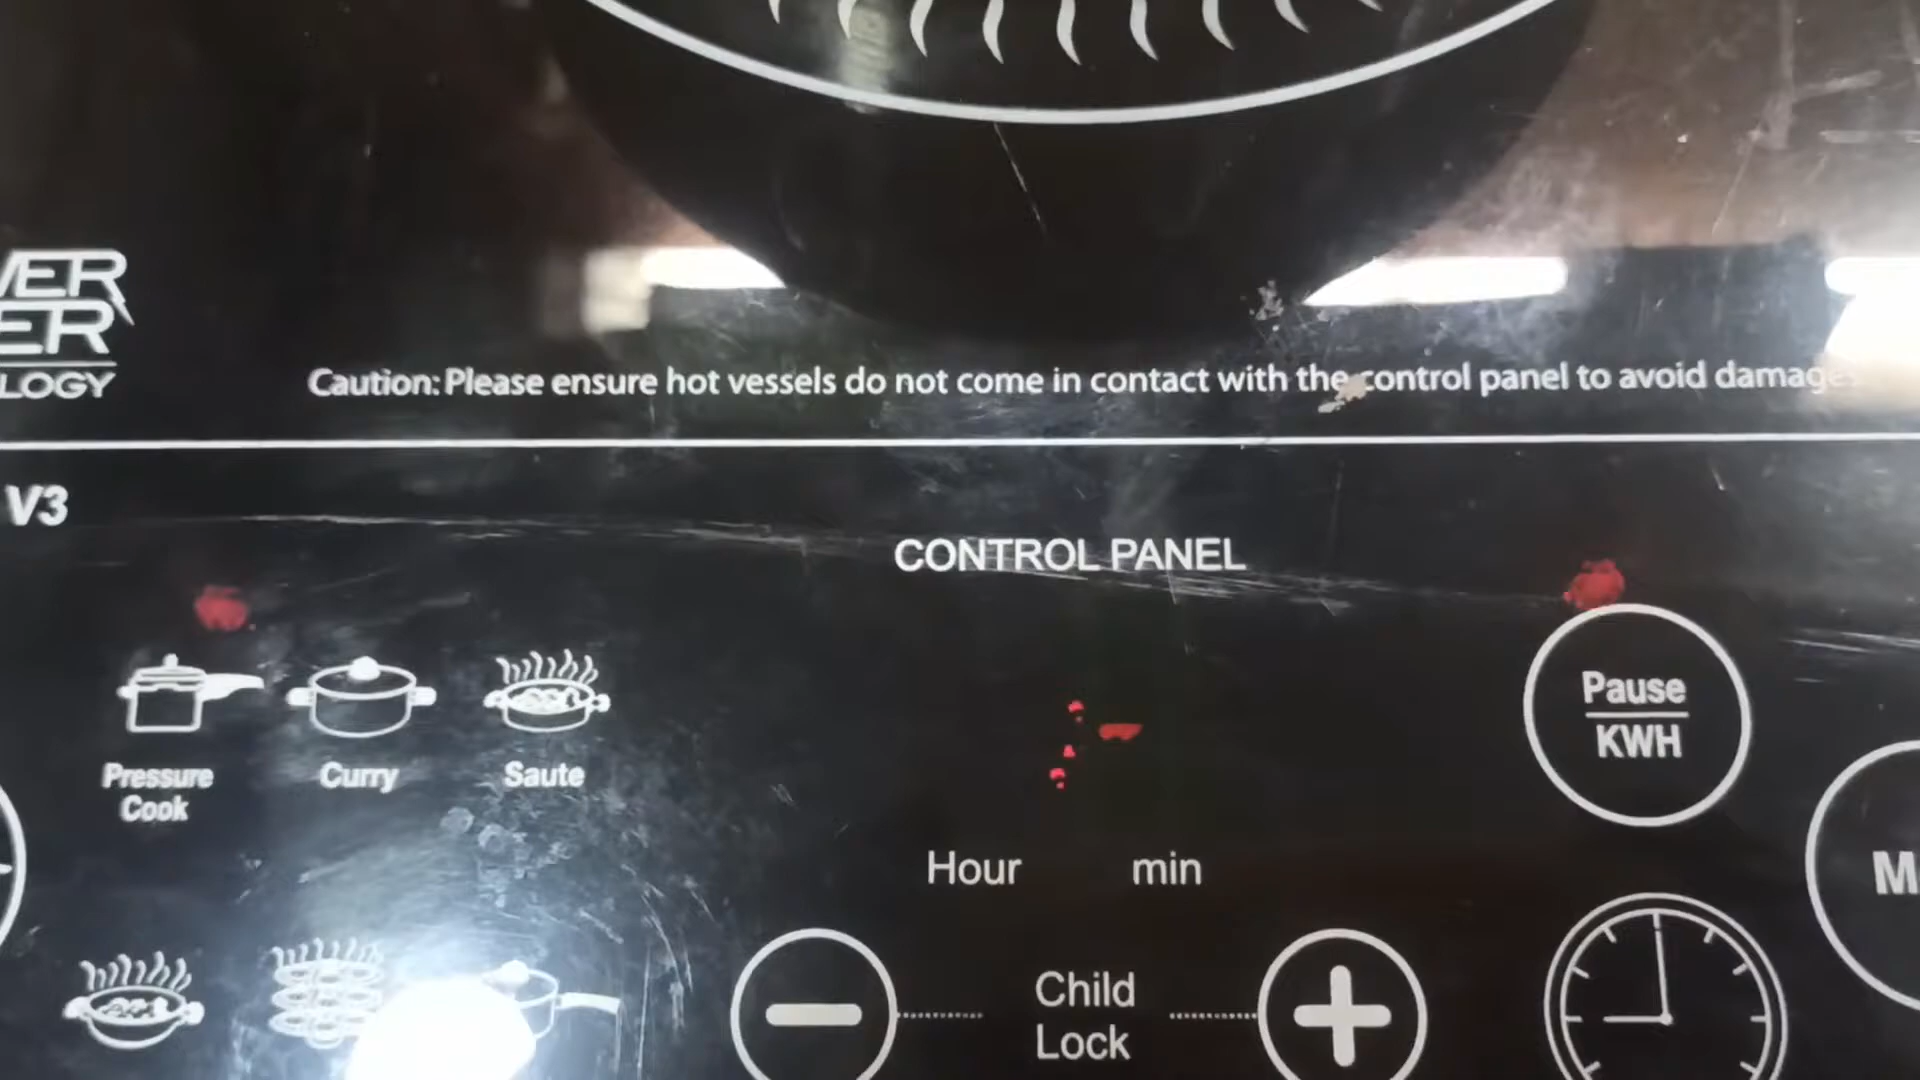 VER
ER
LOGY
Caution: Please ensure hot vessels do not come in contact with the control panel to avoid damage
V3
CONTROL PANEL
Pressure
Cook
Curry
Saute
Pause
KWH
M
Hour
min
Child
Lock